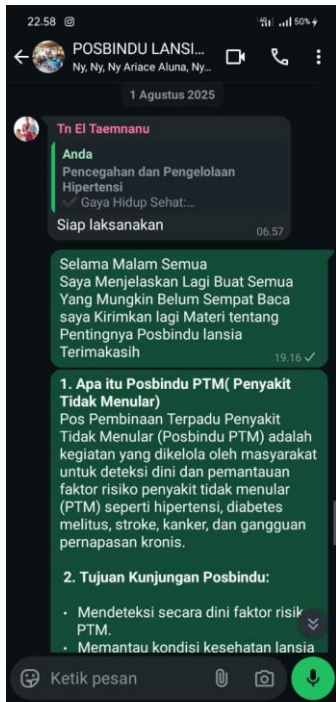 22.58
50%
POSBINDU LANSI...
Ny, Ny, Ny Ariace Aluna, Ny...
1 Agustus 2025
Tn El Taemnanu
Anda
Pencegahan dan Pengelolaan
Hipertensi
✔ Gaya Hidup Sehat:...
Siap laksanakan
06.57
Selama Malam Semua
Saya Menjelaskan Lagi Buat Semua
Yang Mungkin Belum Sempat Baca
saya Kirimkan lagi Materi tentang
Pentingnya Posbindu lansia
Terimakasih
19.16
1. Apa itu Posbindu PTM( Penyakit
Tidak Menular)
Pos Pembinaan Terpadu Penyakit
Tidak Menular (Posbindu PTM) adalah
kegiatan yang dikelola oleh masyarakat
untuk deteksi dini dan pemantauan
faktor risiko penyakit tidak menular
(PTM) seperti hipertensi, diabetes
melitus, stroke, kanker, dan gangguan
pernapasan kronis.
2. Tujuan Kunjungan Posbindu:
• Mendeteksi secara dini faktor risik
PTM.
• Memantau kondisi kesehatan lansia
Ketik pesan